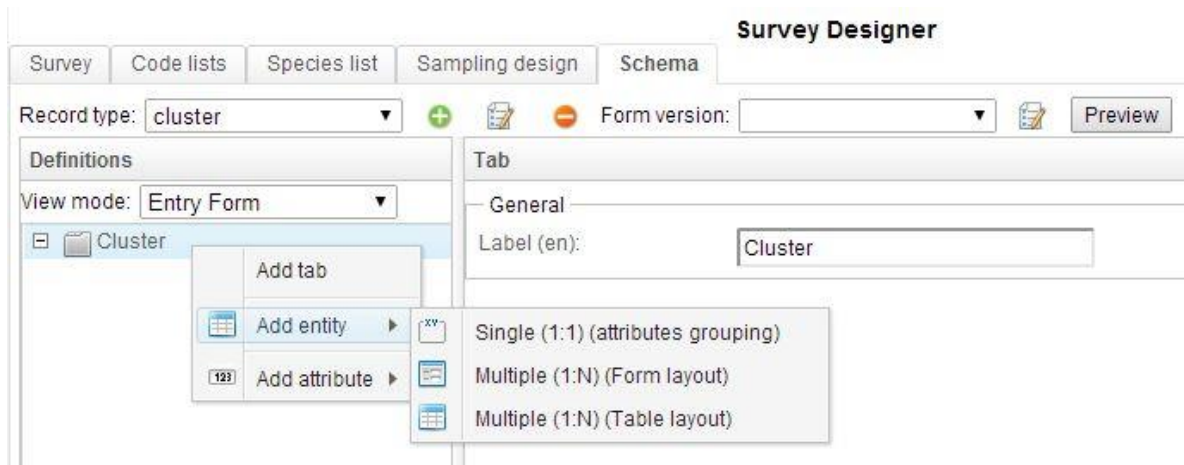 Survey Designer
Survey Code lists Species list Sampling design Schema
Record type: cluster Form version: Preview
Definitions Tab
View mode: Entry Form
General
Cluster
Label (en): Cluster
Add tab
Add entity
Single (1:1) (attributes grouping)
123 Add attribute
Multiple (1:N) (Form layout)
Multiple (1:N) (Table layout)